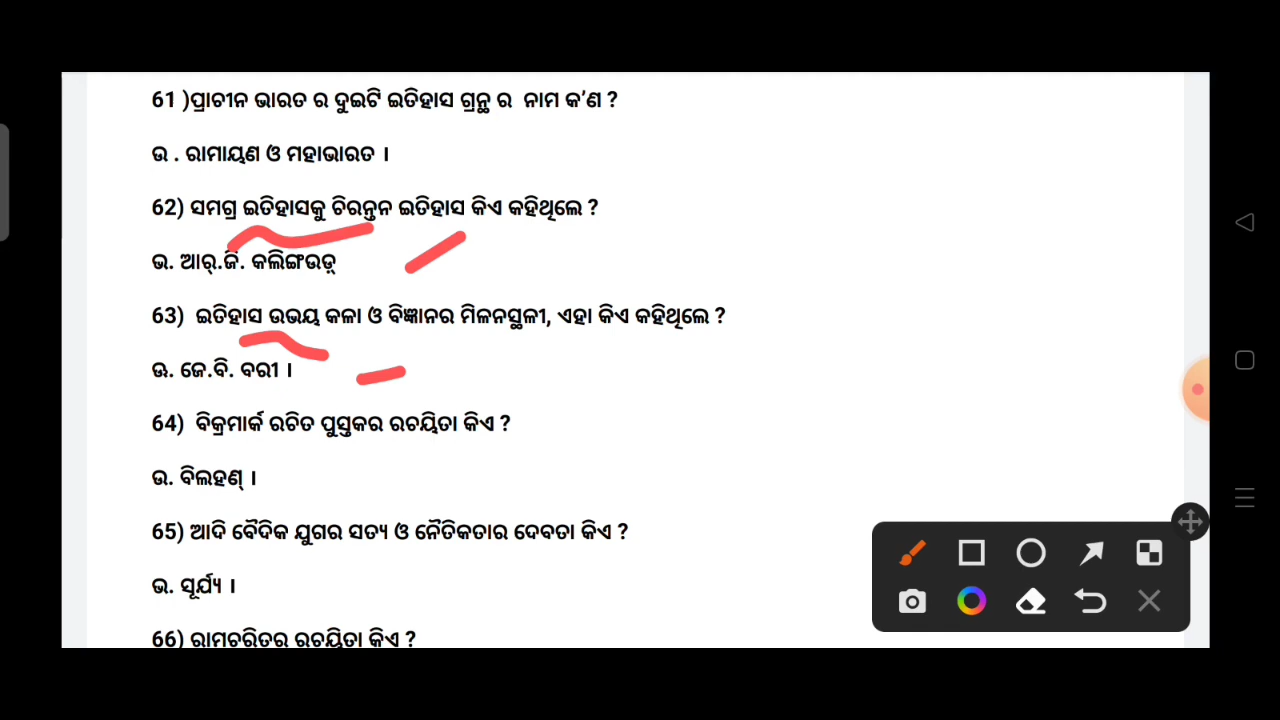 61 )ପ୍ରାଚୀନ ଭାରତ ର ଦୁଇଟି ଇତିହାସ ଗ୍ରନ୍ଥ ର ନାମ କ’ଣ ?
ଉ . ରାମାୟଣ ଓ ମହାଭାରତ ।
62) ସମଗ୍ର ଇତିହାସକୁ ଚିରନ୍ତନ ଇତିହାସ କିଏ କହିଥିଲେ ?
ଭ. ଆର୍.ଜି. କଲିଙ୍ଗଉଡ୍
63) ଇତିହାସ ଉଭୟ କଳା ଓ ବିଜ୍ଞାନର ମିଳନସ୍ଥଳୀ, ଏହା କିଏ କହିଥିଲେ ?
ଊ. ଜେ.ବି. ବରୀ ।
64) ବିକ୍ରମାର୍କ ରଚିତ ପୁସ୍ତକର ରଚୟିତା କିଏ ?
ଉ. ବିଲହଣ୍ ।
65) ଆଦି ବୈଦିକ ଯୁଗର ସତ୍ୟ ଓ ନୈତିକତାର ଦେବତା କିଏ ?
ଭ. ସୂର୍ଯ୍ୟ ।
66) ରାମଚରିତର ରଚୟିତା କିଏ ?